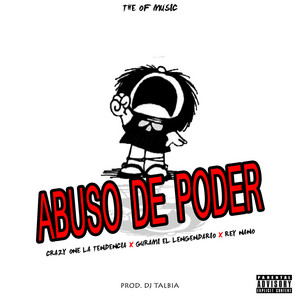 THE OF MUSIC
ABUSO DE PODER
CRAZY ONE LA TENDENCIA X GURAMI EL LENGENDARIO X REY NANO
PROD. DJ TALBIA
PARENTAL
ADVISORY
EXPLICIT CONTENT